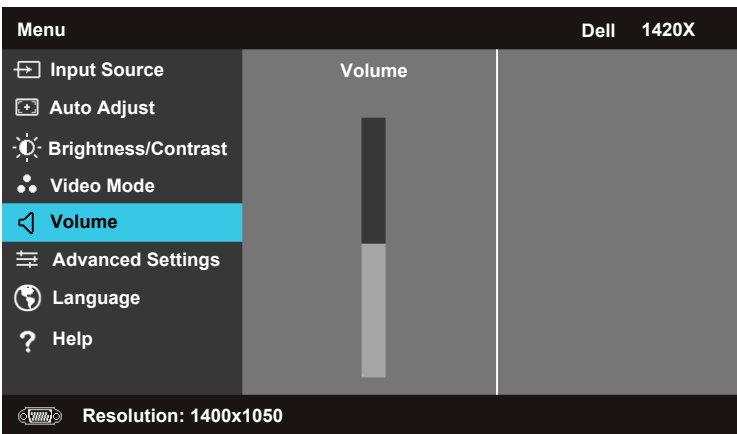 Menu Dell 1420X
Input Source
Volume
Auto Adjust
Brightness/Contrast
Video Mode
Volume
Advanced Settings
Language
? Help
Resolution: 1400x1050